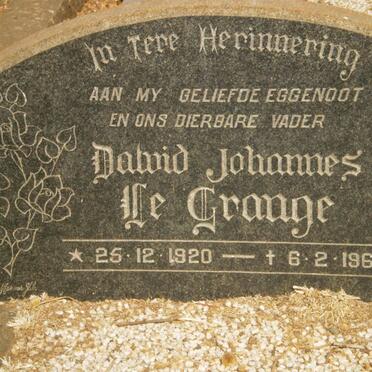 In Tere Herinnering
AAN MY GELIEFDE EGGENOOT
EN ONS DIERBARE VADER
Dawid Johannes
Le Grange
★ 25·12·1920 — † 6·2·196